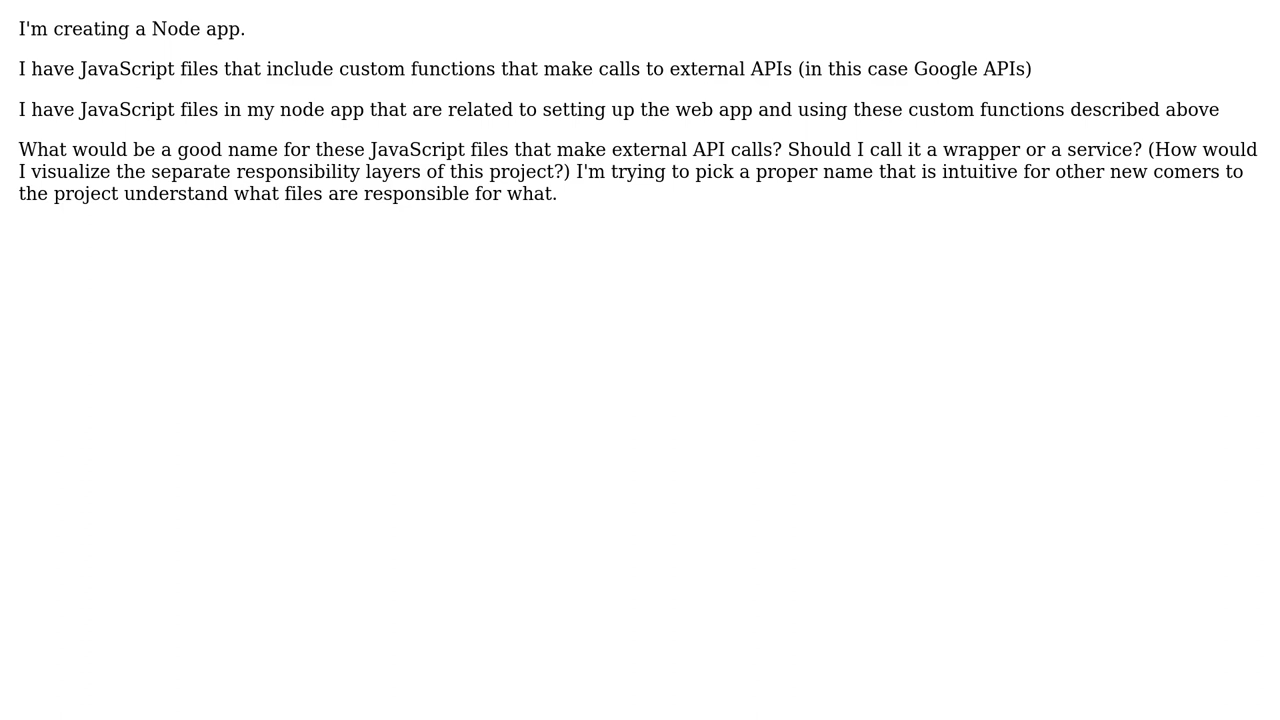 I'm creating a Node app.
I have JavaScript files that include custom functions that make calls to external APIs (in this case Google APIs)
I have JavaScript files in my node app that are related to setting up the web app and using these custom functions described above
What would be a good name for these JavaScript files that make external API calls? Should I call it a wrapper or a service? (How would
I visualize the separate responsibility layers of this project?) I'm trying to pick a proper name that is intuitive for other new comers to
the project understand what files are responsible for what.